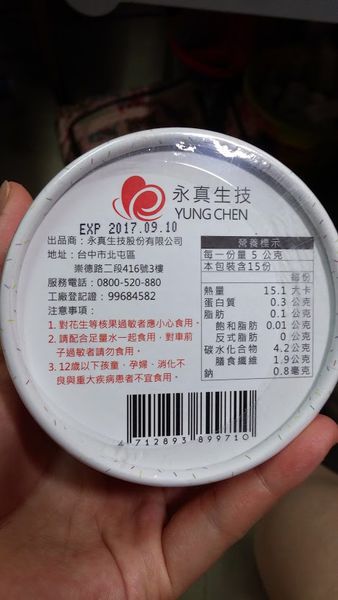 永真生技
YUNG CHEN
EXP 2017.09.10
出品商：永真生技股份有限公司
地址：台中市北屯區
崇德路二段416號3樓
服務電話：0800-520-880
工廠登記證：99684582
注意事項：
1. 對花生等核果過敏者應小心食用。
2. 請配合足量水一起食用，對車前
子過敏者請勿食用。
3. 12歲以下孩童、孕婦、消化不
良與重大疾病患者不宜食用。
營養標示
每一份量 5 公克
本包裝含15份
每份
熱量 15.1 大卡
蛋白質 0.3 公克
脂肪 0.1 公克
飽和脂肪 0.01 公克
反式脂肪 0 公克
碳水化合物 4.2 公克
膳食纖維 1.9 公克
鈉 0.8 毫克
4 712893 899710